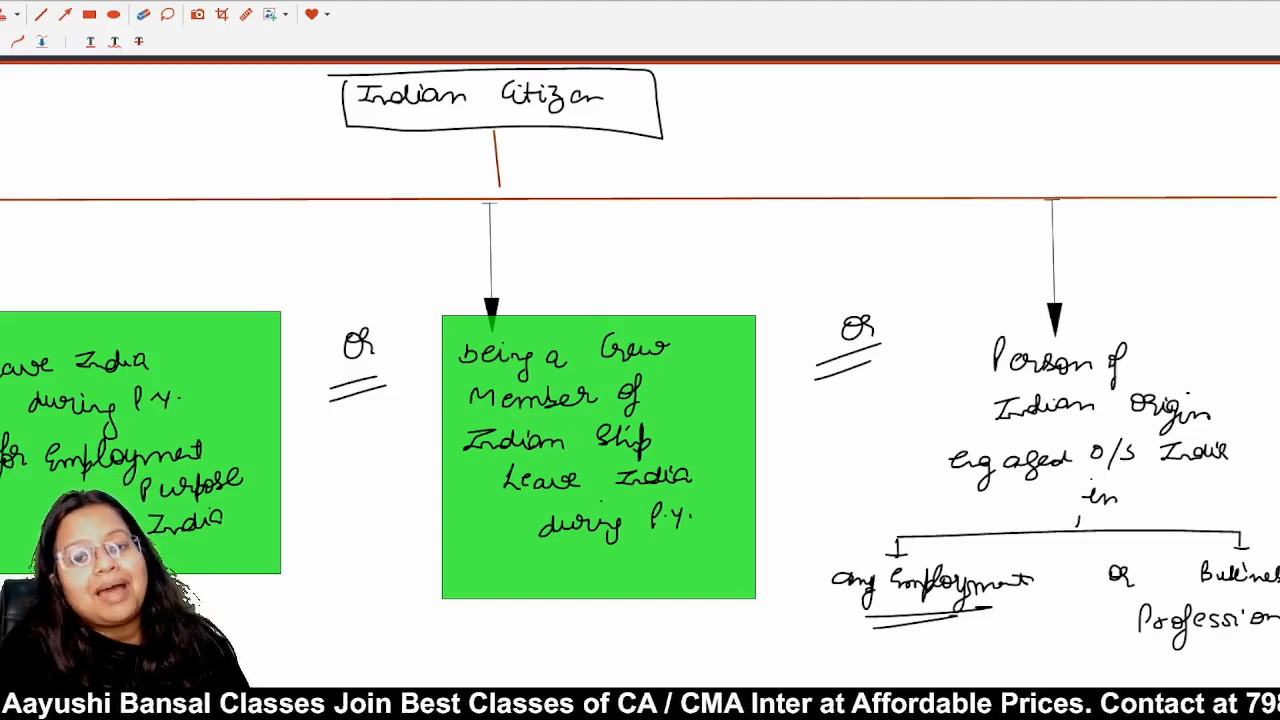 Indian Citizen
Leave India
during P.Y.
for Employment
Purpose
India
OR
being a Crew
Member of
Indian Ship
Leave India
during P.Y.
OR
Person of
Indian Origin
engaged O/S India
in
any Employment OR Business
Profession
Aayushi Bansal Classes Join Best Classes of CA / CMA Inter at Affordable Prices. Contact at 79